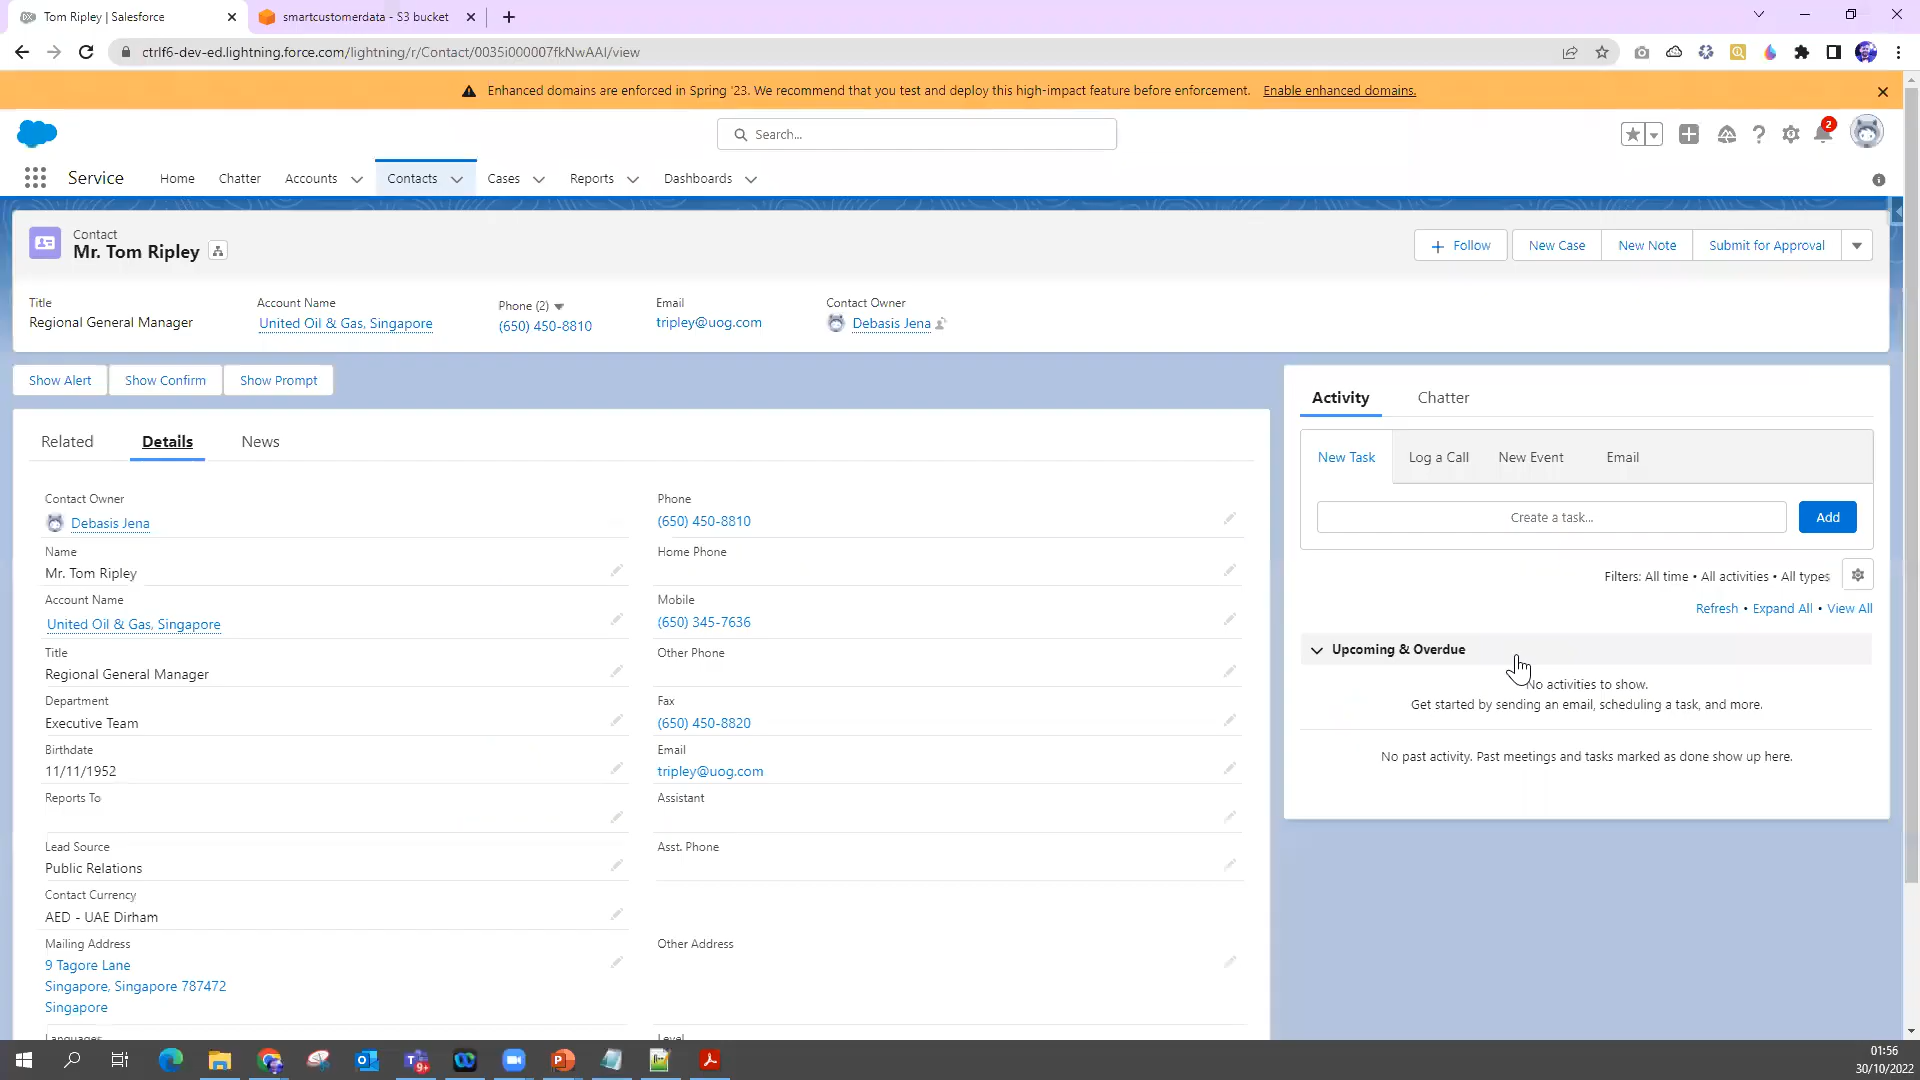 Tom Ripley | Salesforce
smartcustomerdata - S3 bucket
ctrlf6-dev-ed.lightning.force.com/lightning/r/Contact/0035i000007fkNwAAI/view
Enhanced domains are enforced in Spring '23. We recommend that you test and deploy this high-impact feature before enforcement. Enable enhanced domains.
Search...
2
Service Home Chatter Accounts Contacts Cases Reports Dashboards
Contact
Mr. Tom Ripley
Follow New Case New Note Submit for Approval
Title Account Name Phone (2) Email Contact Owner
Regional General Manager United Oil & Gas, Singapore (650) 450-8810 tripley@uog.com Debasis Jena
Show Alert Show Confirm Show Prompt
Related Details News
Contact Owner
Debasis Jena
Name
Mr. Tom Ripley
Account Name
United Oil & Gas, Singapore
Title
Regional General Manager
Department
Executive Team
Birthdate
11/11/1952
Reports To
Lead Source
Public Relations
Contact Currency
AED - UAE Dirham
Mailing Address
9 Tagore Lane
Singapore, Singapore 787472
Singapore
Languages
Phone
(650) 450-8810
Home Phone
Mobile
(650) 345-7636
Other Phone
Fax
(650) 450-8820
Email
tripley@uog.com
Assistant
Asst. Phone
Other Address
Level
Activity Chatter
New Task Log a Call New Event Email
Create a task... Add
Filters: All time • All activities • All types
Refresh • Expand All • View All
Upcoming & Overdue
No activities to show.
Get started by sending an email, scheduling a task, and more.
No past activity. Past meetings and tasks marked as done show up here.
9+
01:56
30/10/2022